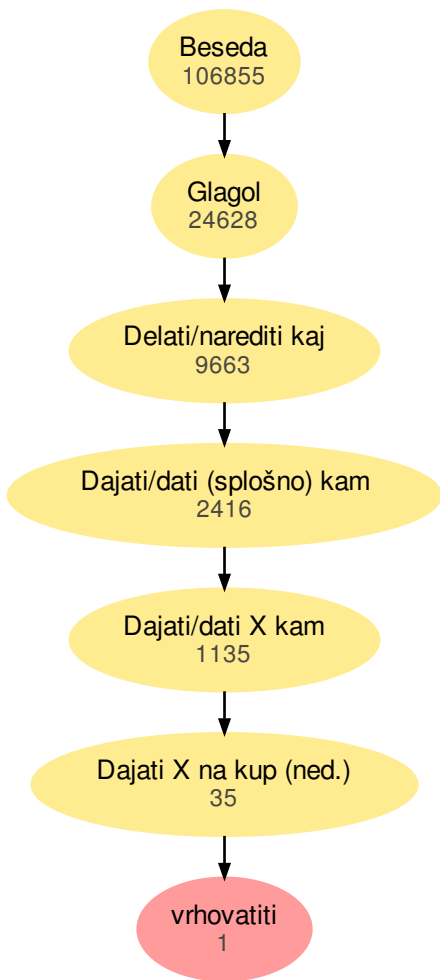 Beseda
106855
Glagol
24628
Delati/narediti kaj
9663
Dajati/dati (splošno) kam
2416
Dajati/dati X kam
1135
Dajati X na kup (ned.)
35
vrhovatiti
1